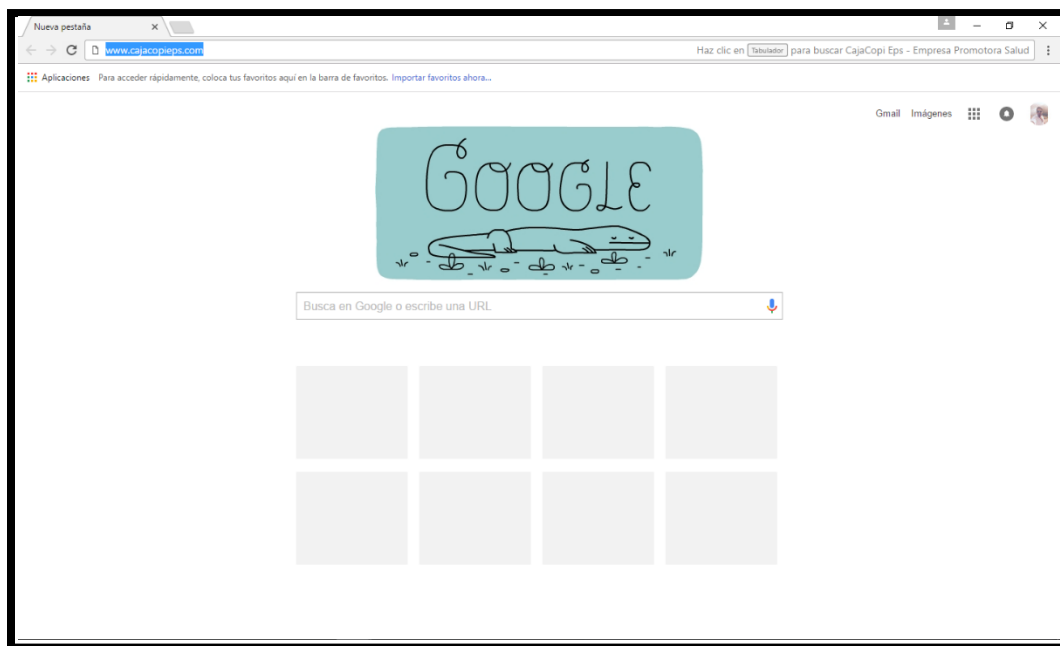 Nueva pestaña
www.cajacopieps.com
Haz clic en Tabulador para buscar CajaCopi Eps - Empresa Promotora Salud
Aplicaciones Para acceder rápidamente, coloca tus favoritos aquí en la barra de favoritos. Importar favoritos ahora...
Gmail Imágenes
GOOGLE
Busca en Google o escribe una URL